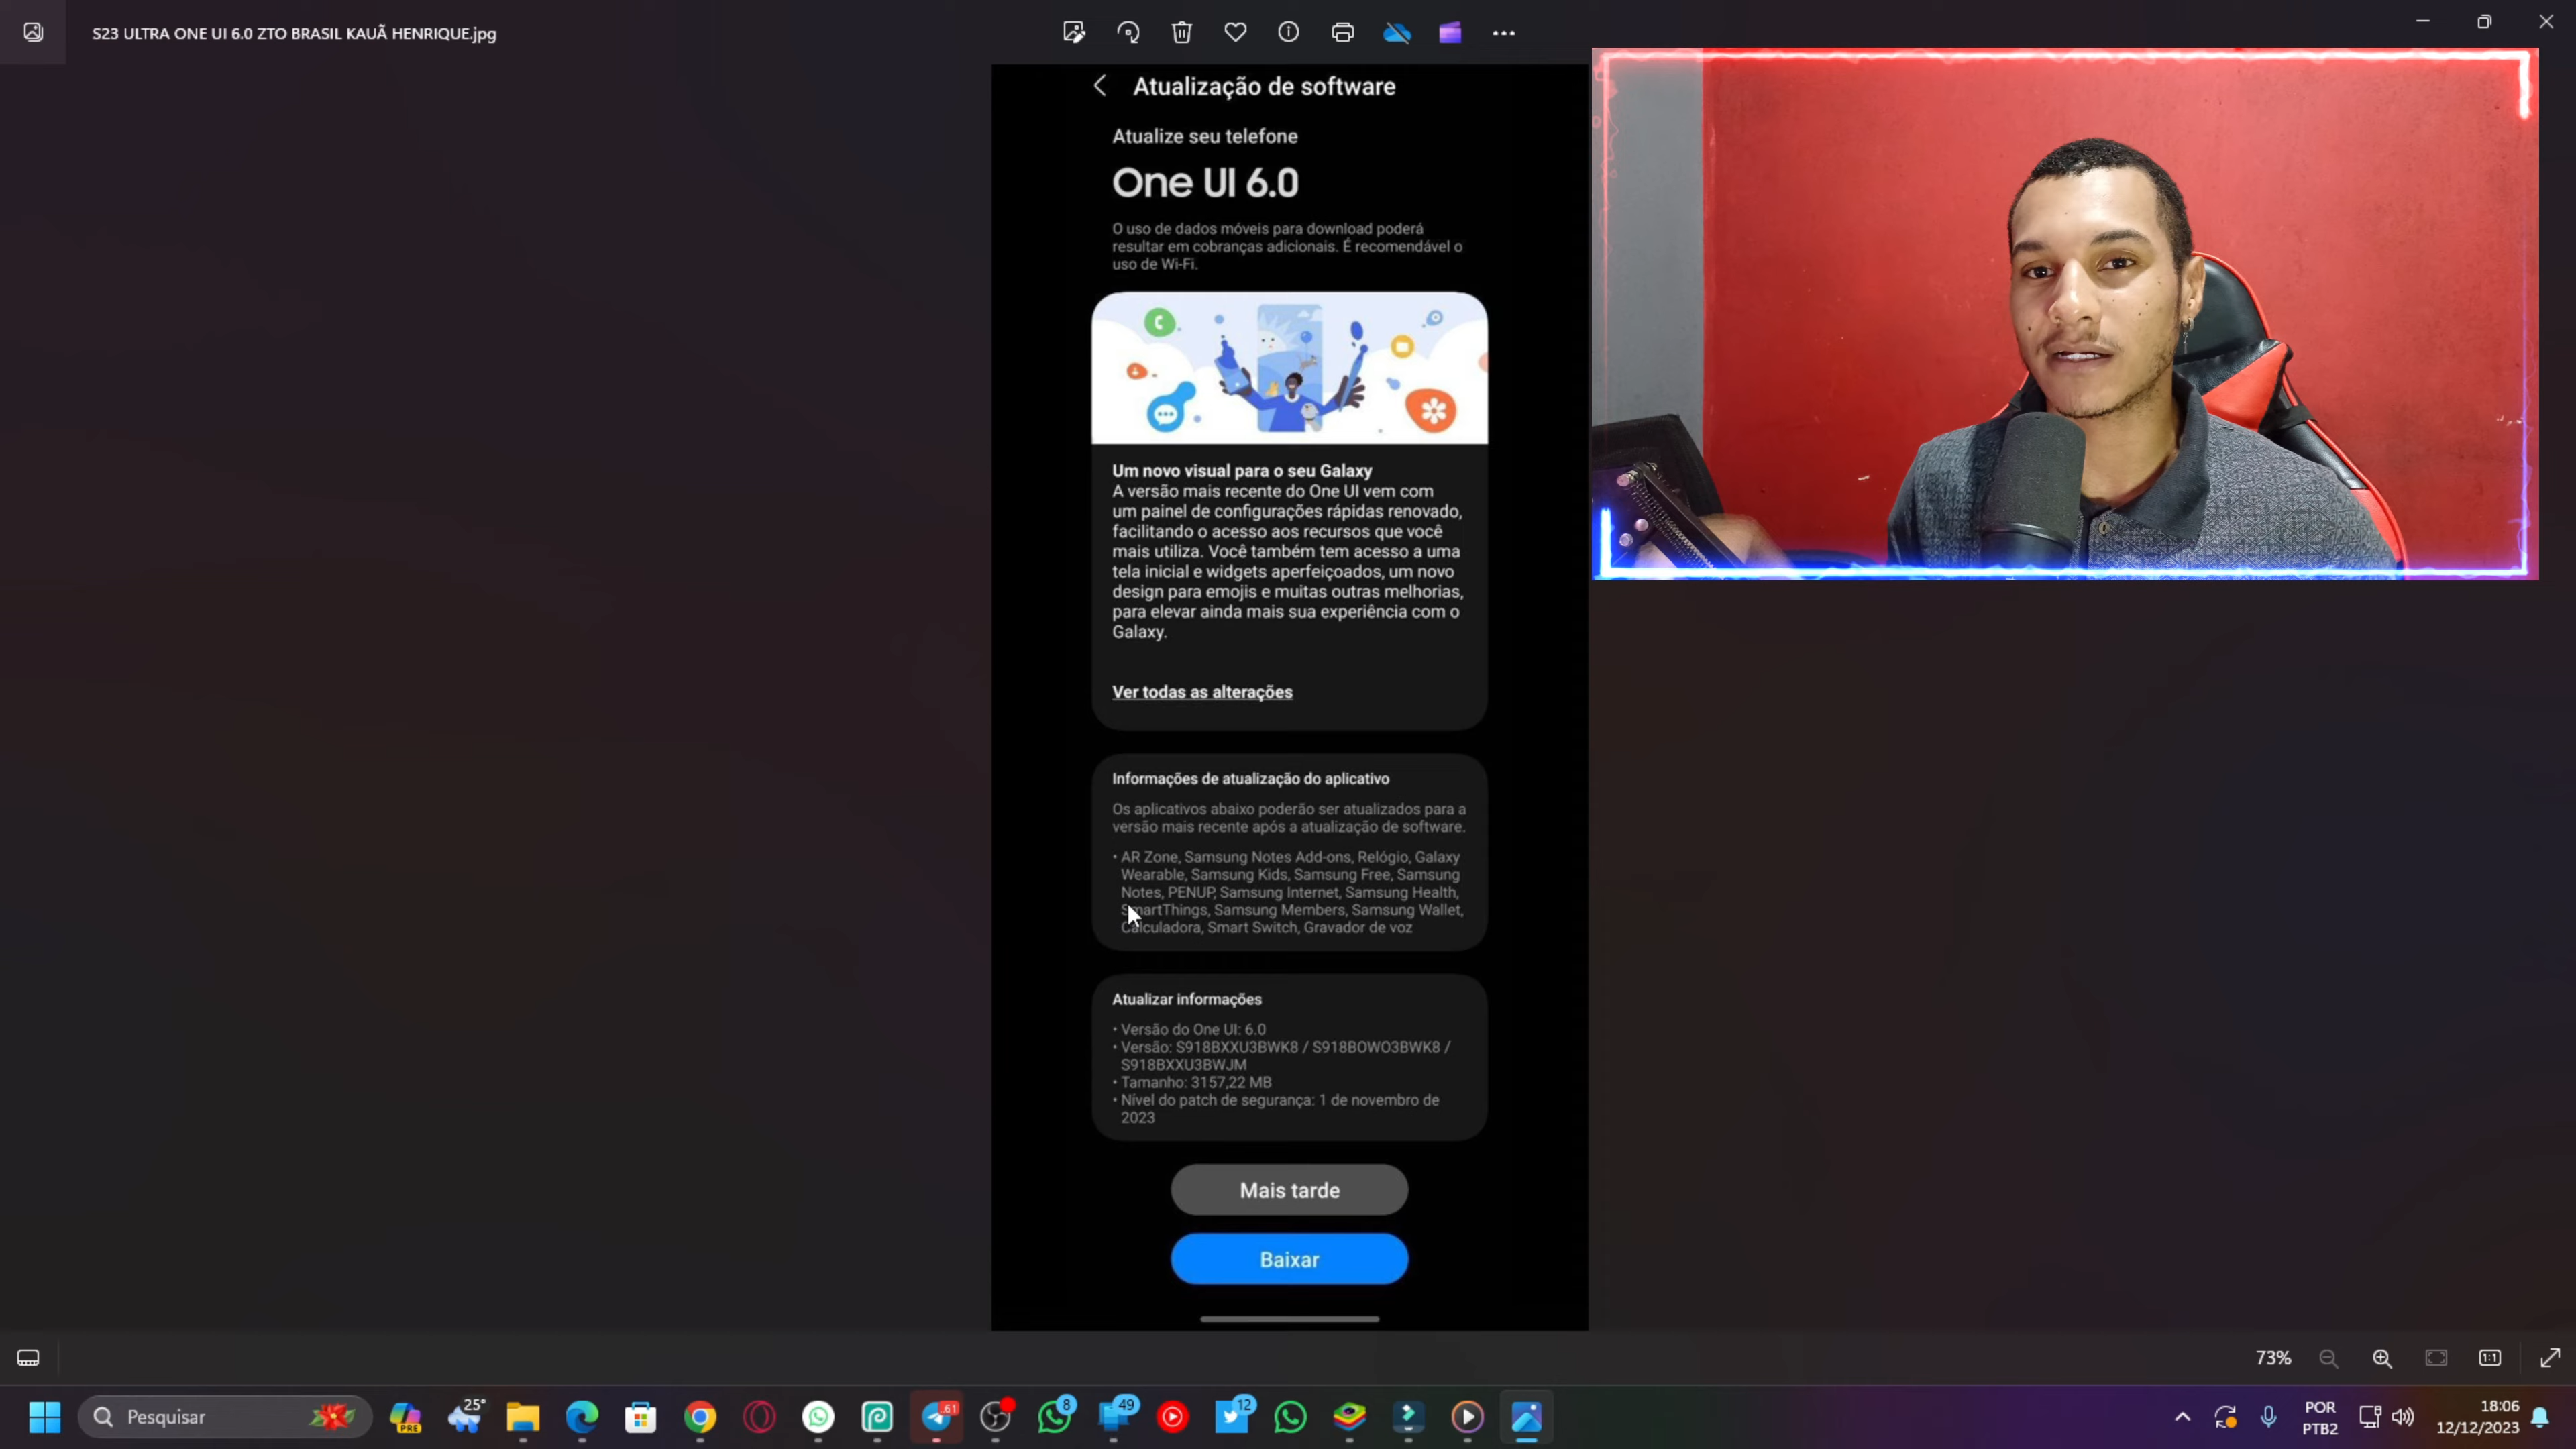 S23 ULTRA ONE UI 6.0 ZTO BRASIL KAUÃ HENRIQUE.jpg
Atualização de software
Atualize seu telefone
One UI 6.0
O uso de dados móveis para download poderá
resultar em cobranças adicionais. É recomendável o
uso de Wi-Fi.
Um novo visual para o seu Galaxy
A versão mais recente do One UI vem com
um painel de configurações rápidas renovado,
facilitando o acesso aos recursos que você
mais utiliza. Você também tem acesso a uma
tela inicial e widgets aperfeiçoados, um novo
design para emojis e muitas outras melhorias,
para elevar ainda mais sua experiência com o
Galaxy.
Ver todas as alterações
Informações de atualização do aplicativo
Os aplicativos abaixo poderão ser atualizados para a
versão mais recente após a atualização de software.
• AR Zone, Samsung Notes Add-ons, Relógio, Galaxy
Wearable, Samsung Kids, Samsung Free, Samsung
Notes, PENUP, Samsung Internet, Samsung Health,
SmartThings, Samsung Members, Samsung Wallet,
Calculadora, Smart Switch, Gravador de voz
Atualizar informações
• Versão do One UI: 6.0
• Versão: S918BXXU3BWK8 / S918BOWO3BWK8 /
S918BXXU3BWJM
• Tamanho: 3157,22 MB
• Nível do patch de segurança: 1 de novembro de
2023
Mais tarde
Baixar
73%
1:1
Pesquisar
PRE
25°
61
8
49
12
POR
PTB2
18:06
12/12/2023